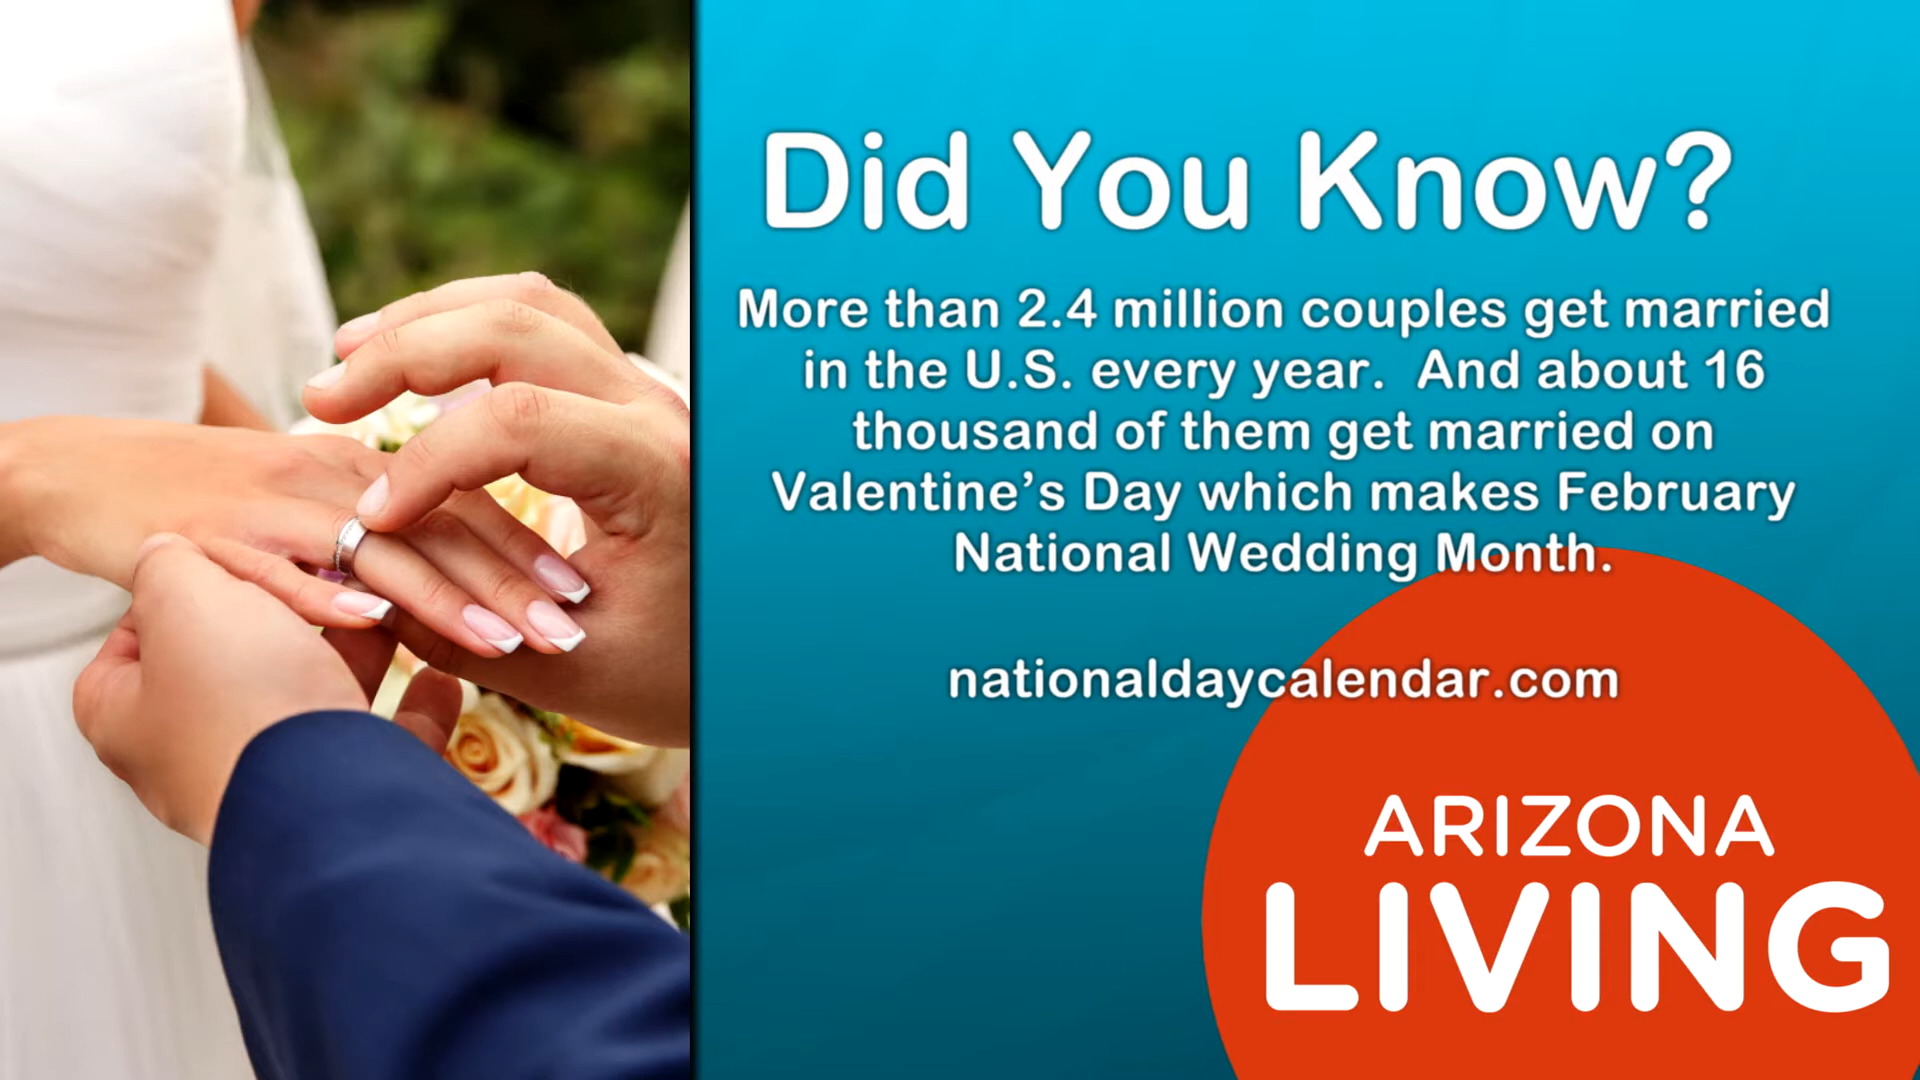 Did You Know?
More than 2.4 million couples get married
in the U.S. every year.  And about 16
thousand of them get married on
Valentine’s Day which makes February
National Wedding Month.
nationaldaycalendar.com
ARIZONA
LIVING